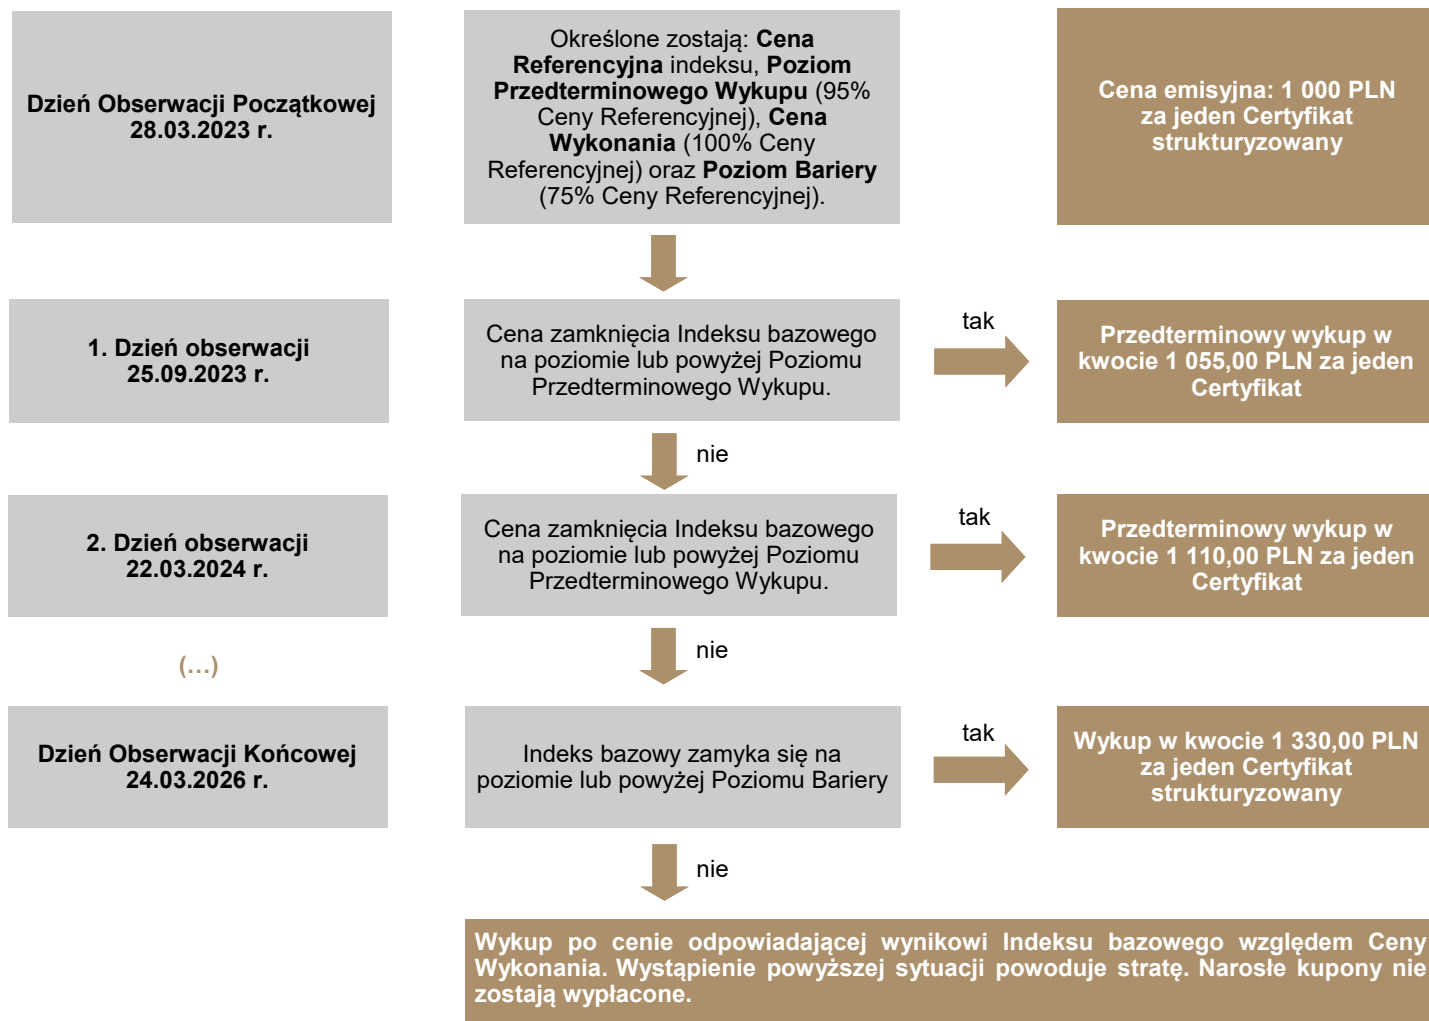 Dzień Obserwacji Początkowej
28.03.2023 r.
Określone zostają: Cena
Referencyjna indeksu, Poziom
Przedterminowego Wykupu (95%
Ceny Referencyjnej), Cena
Wykonania (100% Ceny
Referencyjnej) oraz Poziom Bariery
(75% Ceny Referencyjnej).
Cena emisyjna: 1 000 PLN
za jeden Certyfikat
strukturyzowany
1. Dzień obserwacji
25.09.2023 r.
Cena zamknięcia Indeksu bazowego
na poziomie lub powyżej Poziomu
Przedterminowego Wykupu.
tak
Przedterminowy wykup w
kwocie 1 055,00 PLN za jeden
Certyfikat
nie
2. Dzień obserwacji
22.03.2024 r.
Cena zamknięcia Indeksu bazowego
na poziomie lub powyżej Poziomu
Przedterminowego Wykupu.
tak
Przedterminowy wykup w
kwocie 1 110,00 PLN za jeden
Certyfikat
nie
(…)
Dzień Obserwacji Końcowej
24.03.2026 r.
Indeks bazowy zamyka się na
poziomie lub powyżej Poziomu Bariery
tak
Wykup w kwocie 1 330,00 PLN
za jeden Certyfikat
strukturyzowany
nie
Wykup po cenie odpowiadającej wynikowi Indeksu bazowego względem Ceny
Wykonania. Wystąpienie powyższej sytuacji powoduje stratę. Narosłe kupony nie
zostają wypłacone.